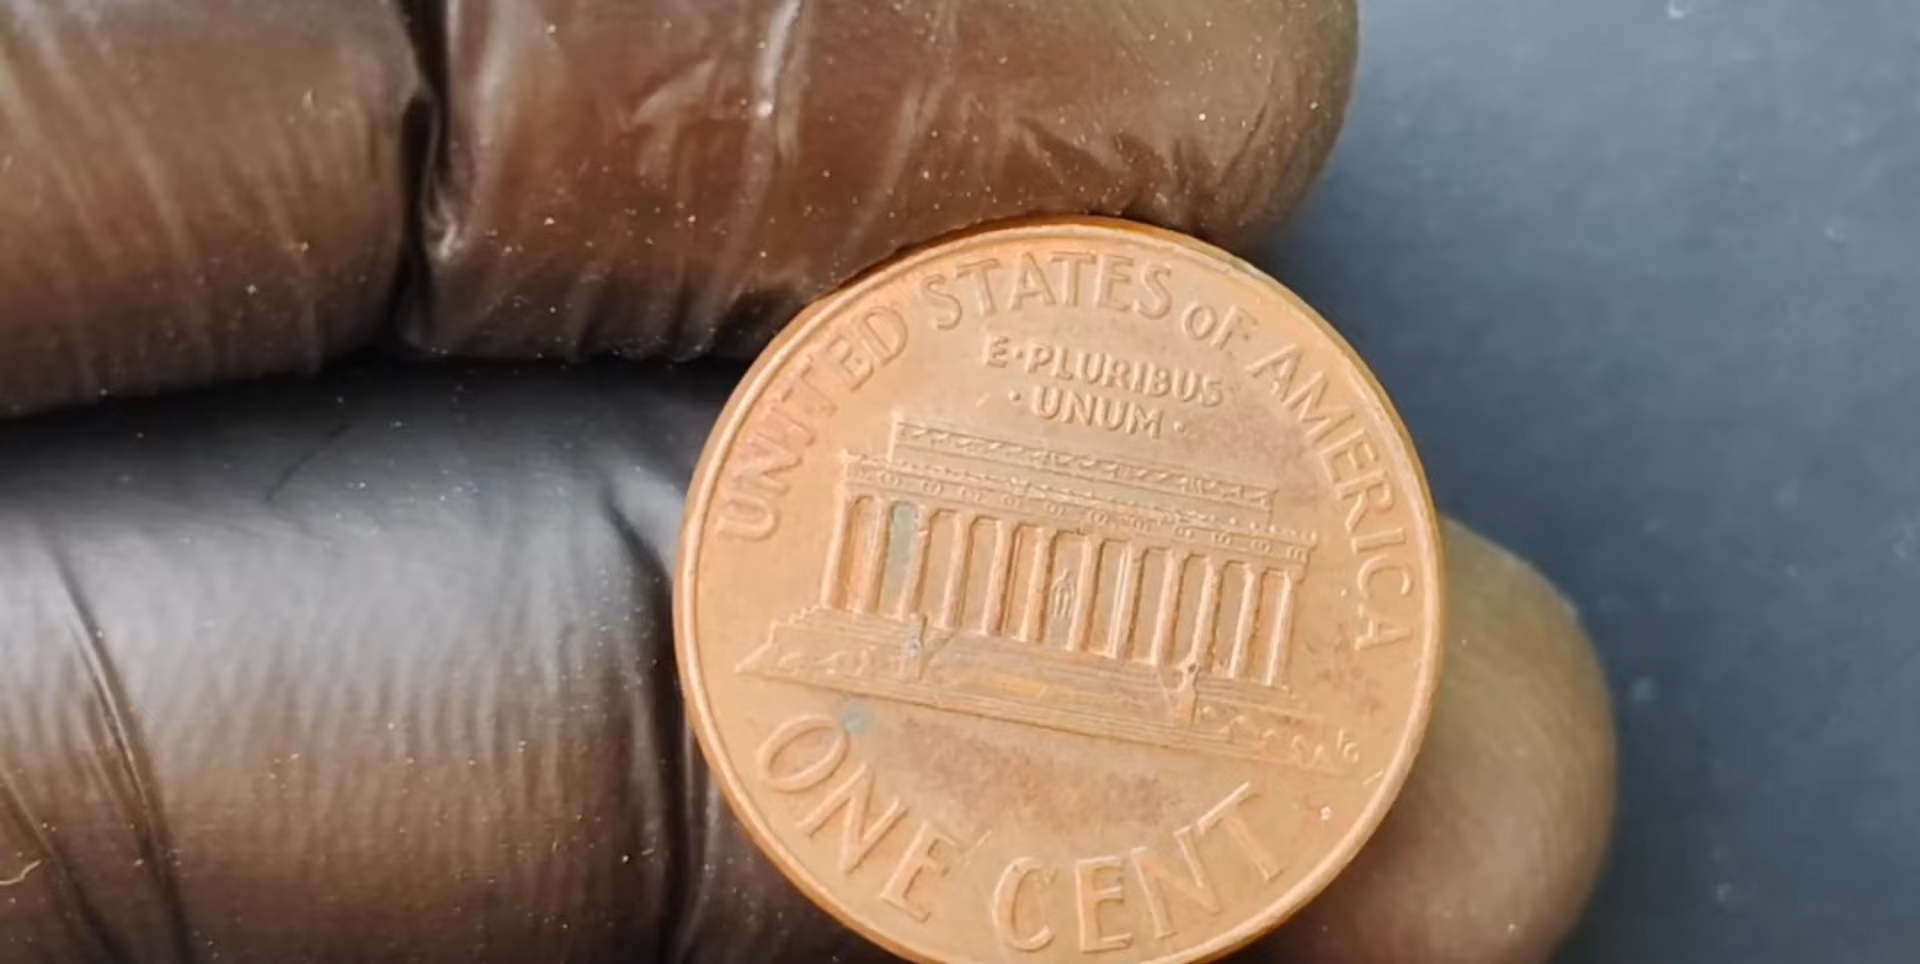 UNITED STATES OF AMERICA
E·PLURIBUS
·UNUM·
ONE CENT